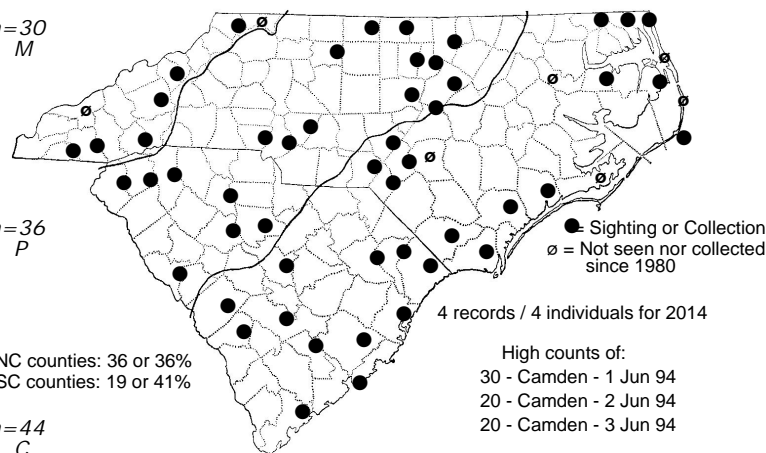 =30
M
=36
P
=44
C
NC counties: 36 or 36%
SC counties: 19 or 41%
= Sighting or Collection
ø = Not seen nor collected
since 1980
4 records / 4 individuals for 2014
High counts of:
30 - Camden - 1 Jun 94
20 - Camden - 2 Jun 94
20 - Camden - 3 Jun 94